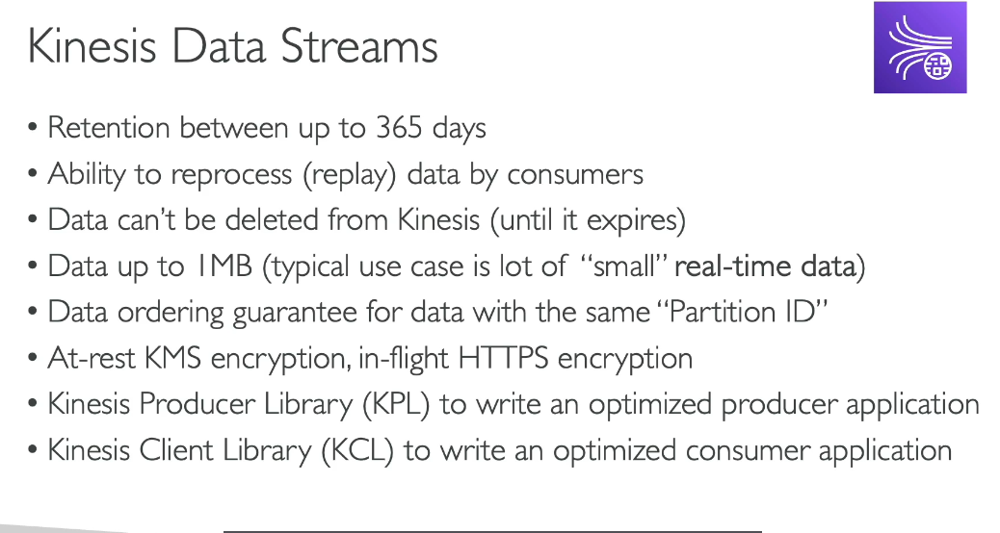 Kinesis Data Streams
• Retention between up to 365 days
• Ability to reprocess (replay) data by consumers
• Data can’t be deleted from Kinesis (until it expires)
• Data up to 1MB (typical use case is lot of “small” real-time data)
• Data ordering guarantee for data with the same “Partition ID”
• At-rest KMS encryption, in-flight HTTPS encryption
• Kinesis Producer Library (KPL) to write an optimized producer application
• Kinesis Client Library (KCL) to write an optimized consumer application